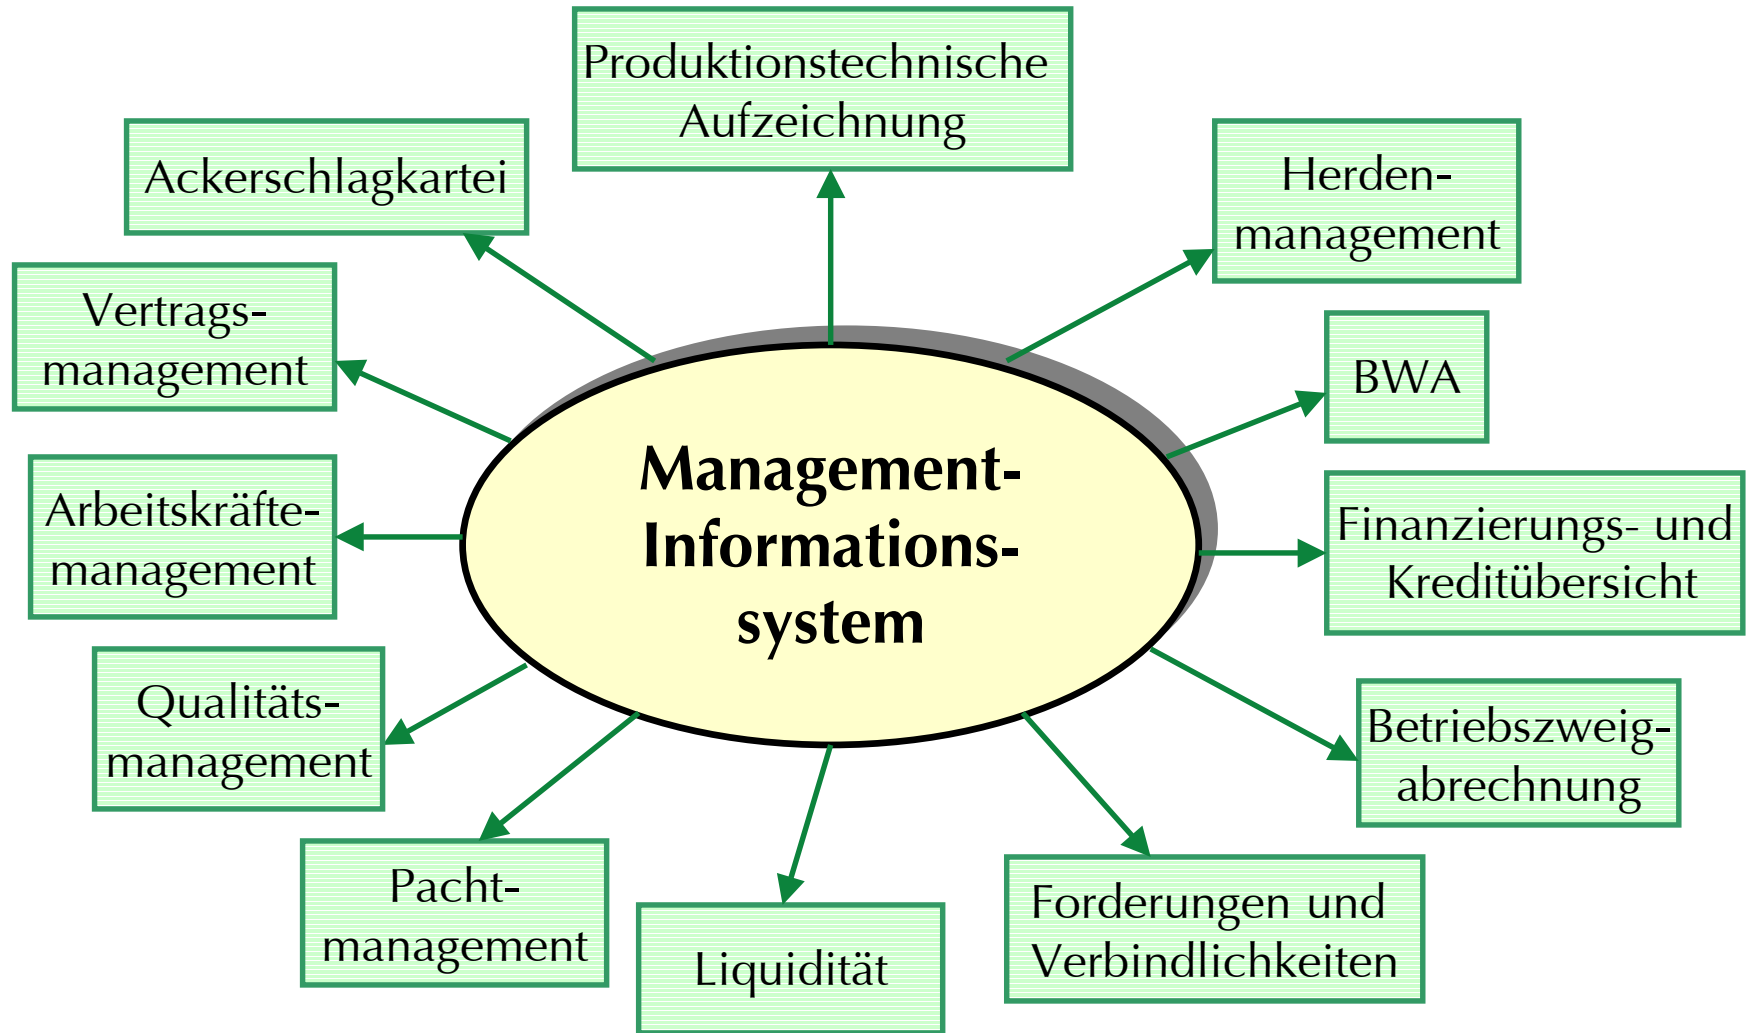 Produktionstechnische
Aufzeichnung
Ackerschlagkartei
Herden-
management
Vertrags-
management
BWA
Management-
Informations-
system
Arbeitskräfte-
management
Finanzierungs- und
Kreditübersicht
Qualitäts-
management
Betriebszweig-
abrechnung
Pacht-
management
Liquidität
Forderungen und
Verbindlichkeiten